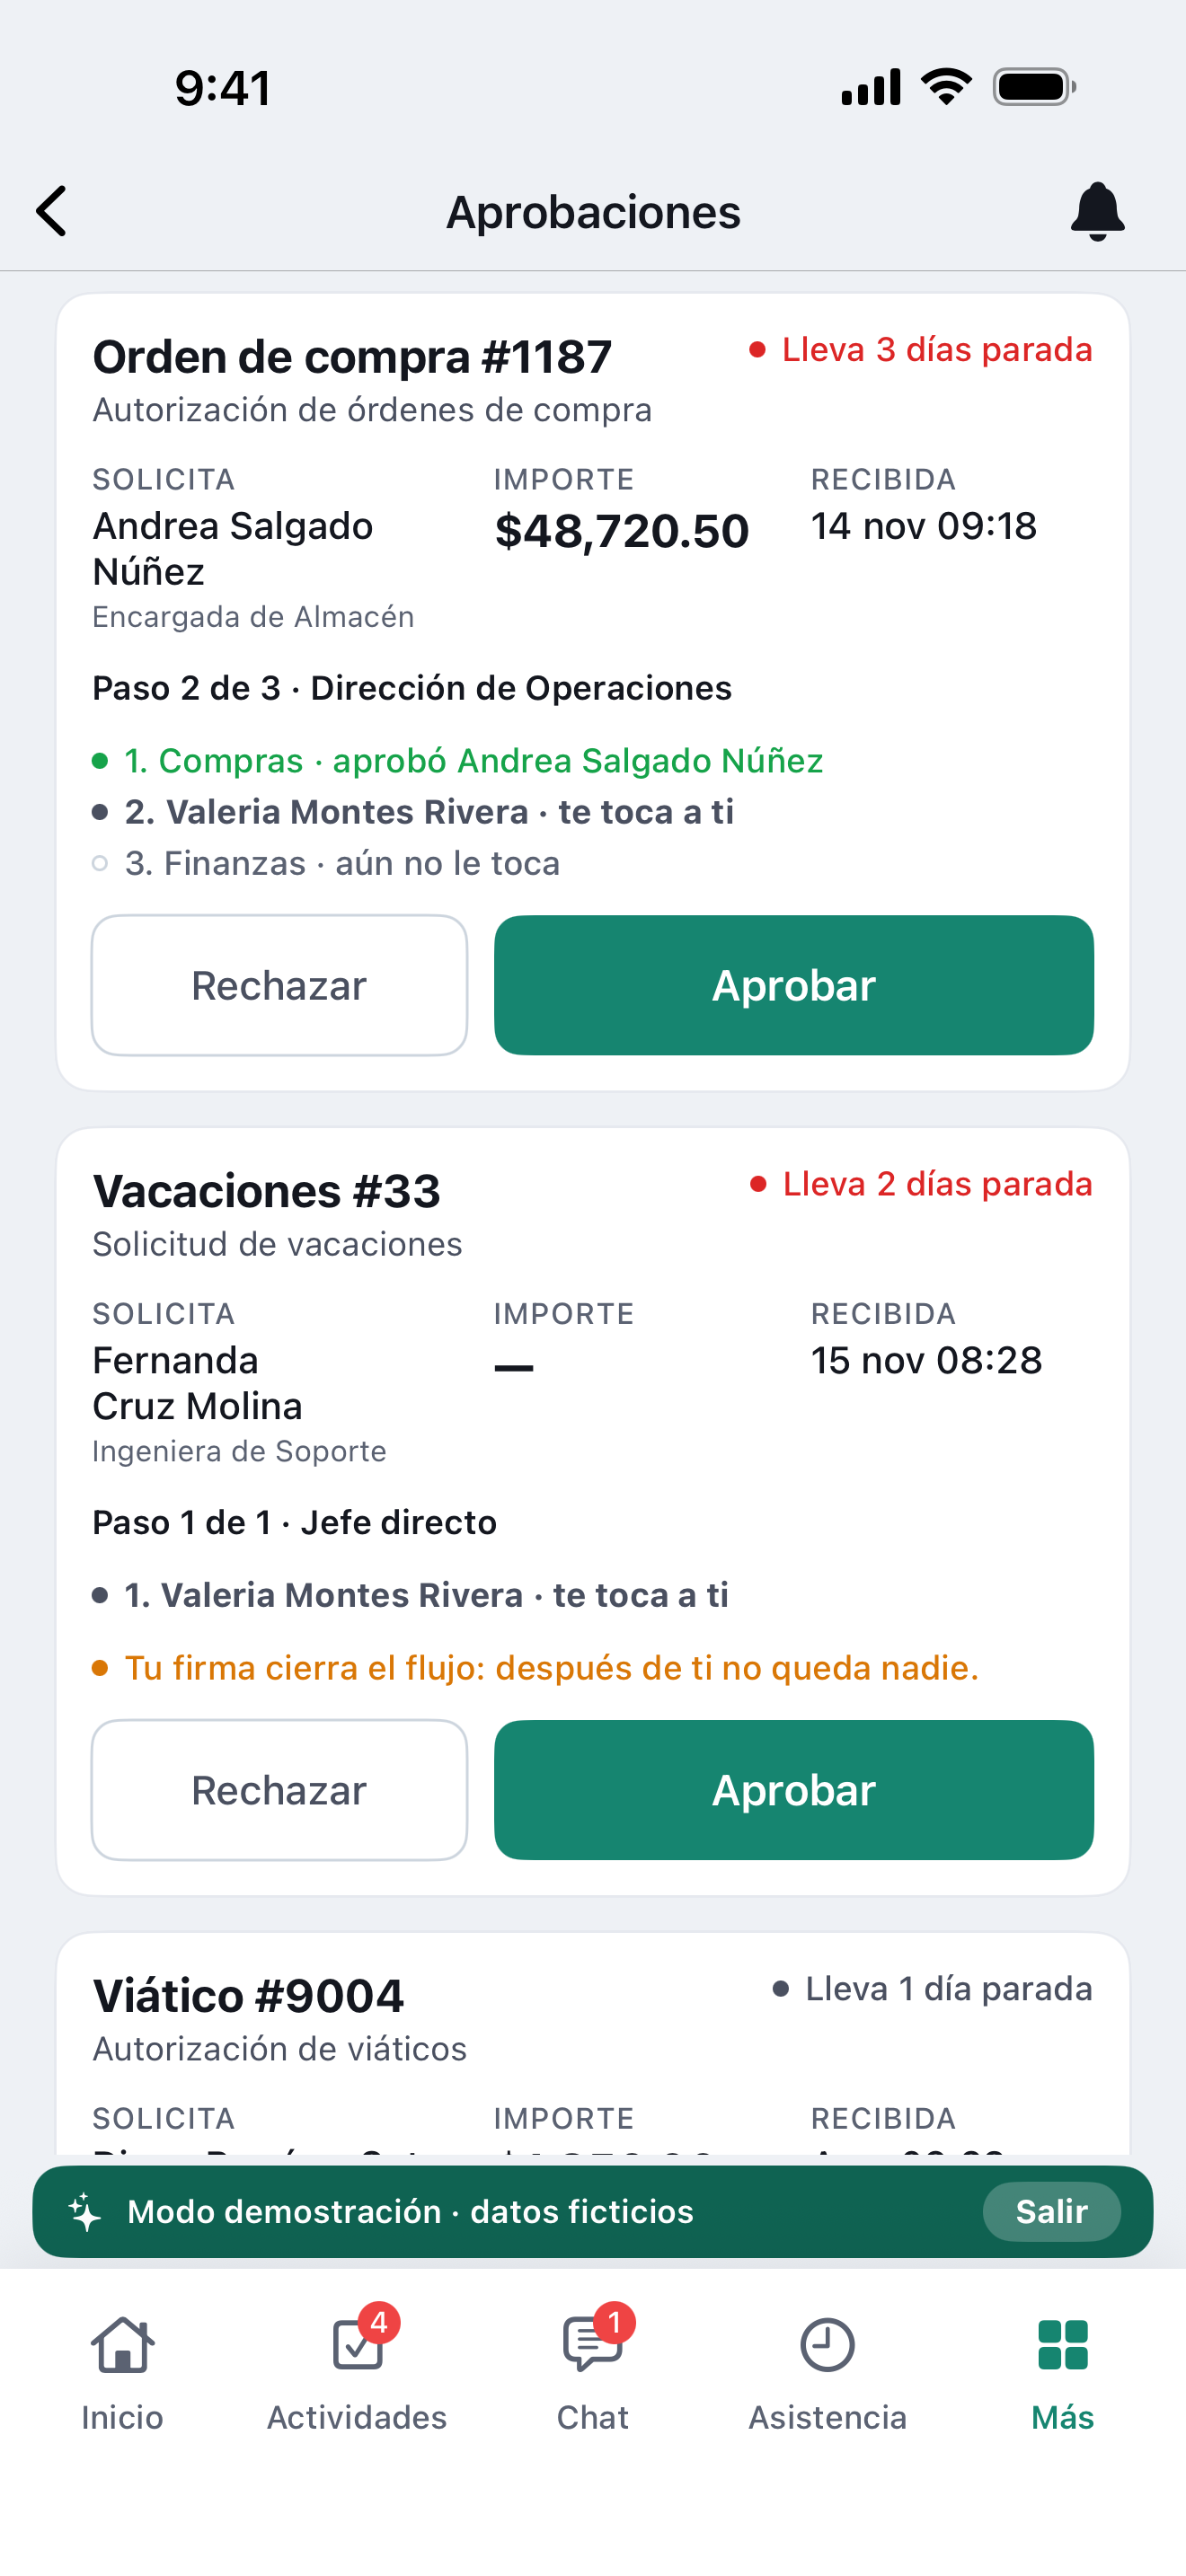 9:41
Aprobaciones
Orden de compra #1187
Lleva 3 días parada
Autorización de órdenes de compra
SOLICITA
IMPORTE
RECIBIDA
Andrea Salgado
Núñez
$48,720.50
14 nov 09:18
Encargada de Almacén
Paso 2 de 3 · Dirección de Operaciones
1. Compras · aprobó Andrea Salgado Núñez
2. Valeria Montes Rivera · te toca a ti
3. Finanzas · aún no le toca
Rechazar
Aprobar
Vacaciones #33
Lleva 2 días parada
Solicitud de vacaciones
SOLICITA
IMPORTE
RECIBIDA
Fernanda
Cruz Molina
—
15 nov 08:28
Ingeniera de Soporte
Paso 1 de 1 · Jefe directo
1. Valeria Montes Rivera · te toca a ti
Tu firma cierra el flujo: después de ti no queda nadie.
Rechazar
Aprobar
Viático #9004
Lleva 1 día parada
Autorización de viáticos
SOLICITA
IMPORTE
RECIBIDA
Modo demostración · datos ficticios
Salir
4
1
Inicio
Actividades
Chat
Asistencia
Más